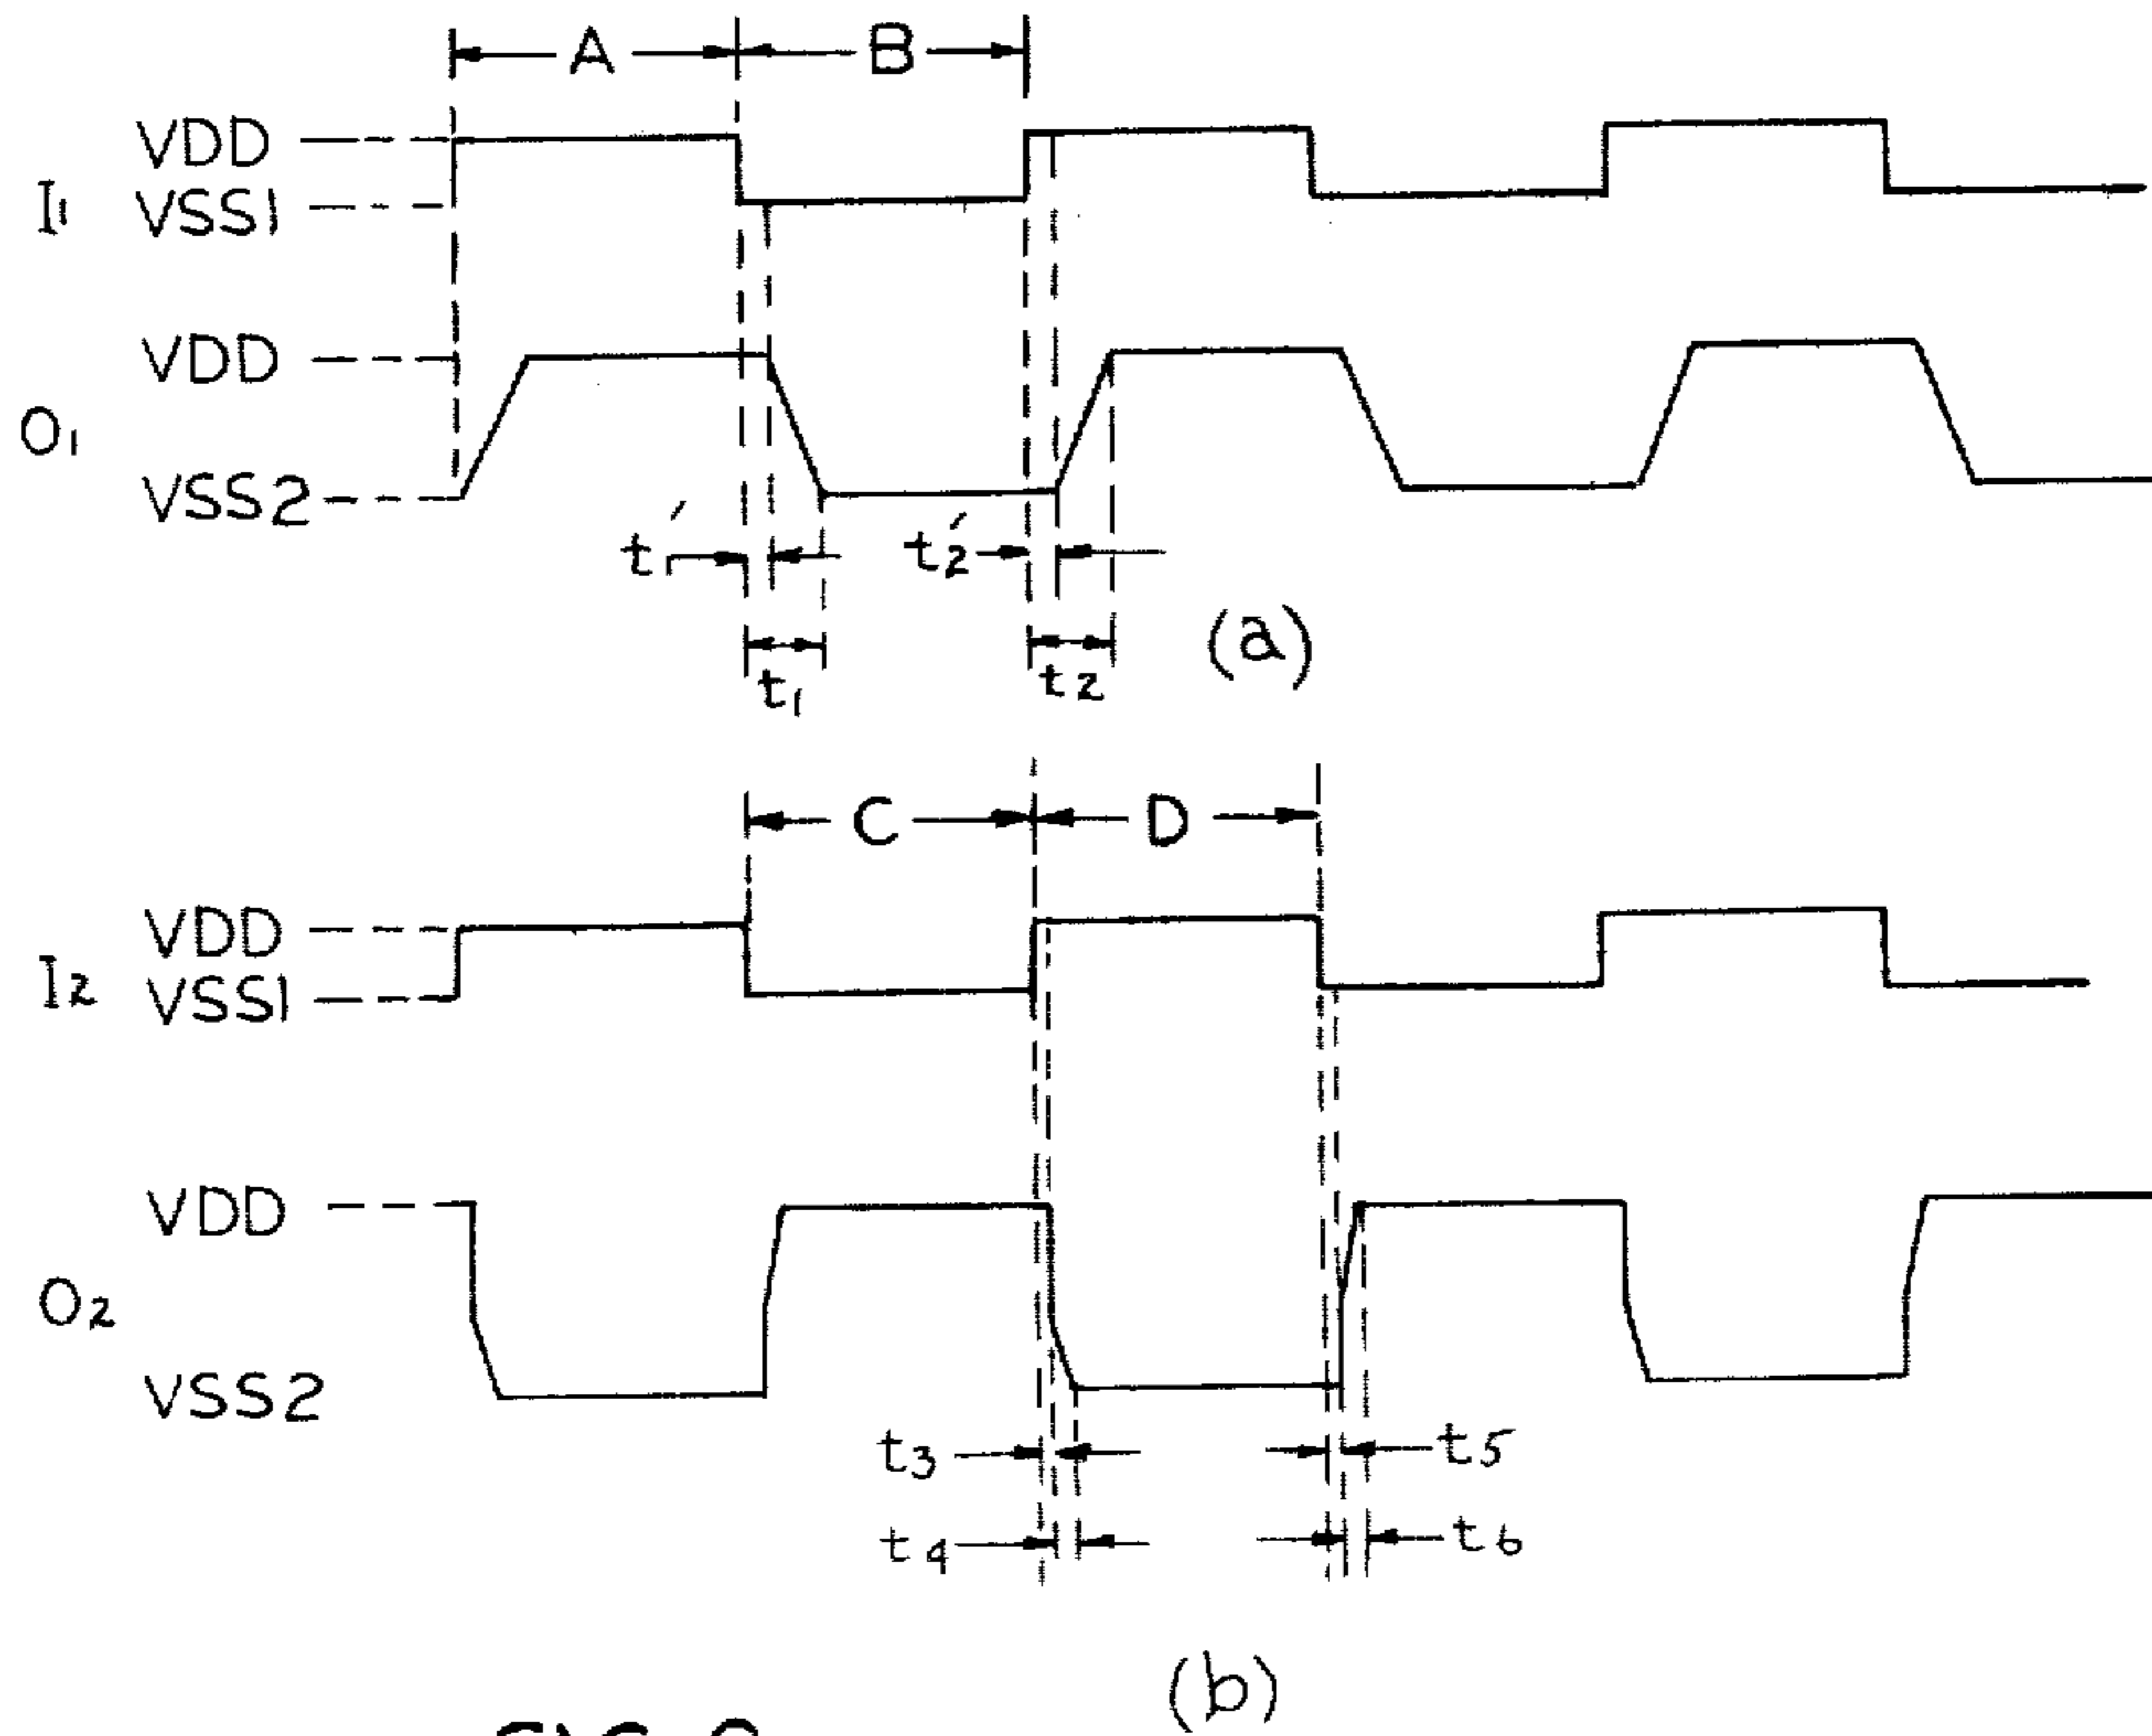 A B
VDD
I1 VSS1
VDD
O1
VSS2
t1′ t2′
t1 t2 (a)
C D
VDD
I2 VSS1
VDD
O2
VSS2
t3 t5
t4 t6
(b)